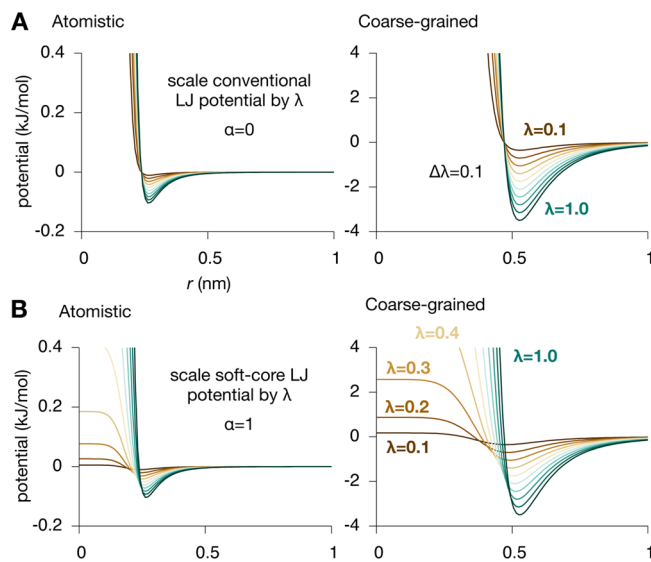 A
Atomistic
Coarse-grained
0.4
0.2
0
-0.2
potential (kJ/mol)
scale conventional
LJ potential by λ
α=0
0
0.5
1
r (nm)
4
2
0
-2
-4
λ=0.1
Δλ=0.1
λ=1.0
0
0.5
1
B
Atomistic
Coarse-grained
0.4
0.2
0
-0.2
potential (kJ/mol)
scale soft-core LJ
potential by λ
α=1
0
0.5
1
4
2
0
-2
-4
λ=0.4
λ=1.0
λ=0.3
λ=0.2
λ=0.1
0
0.5
1